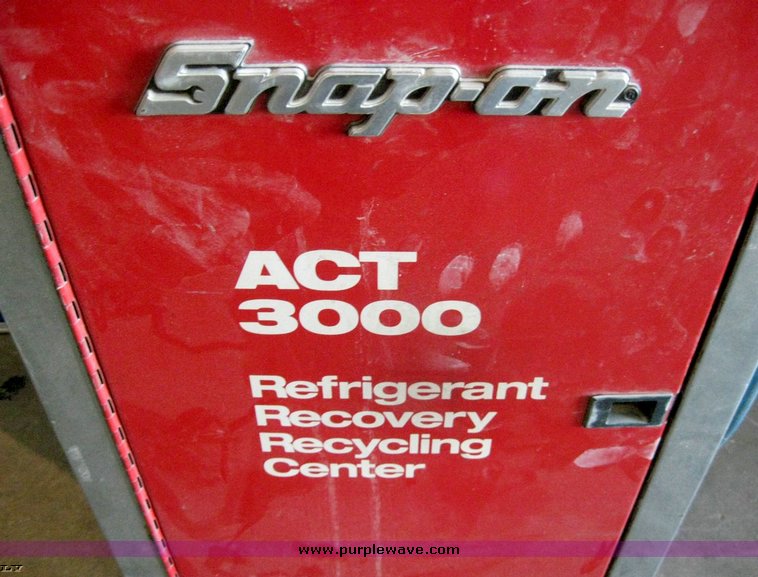 Snap-on
ACT
3000
Refrigerant
Recovery
Recycling
Center
www.purplewave.com